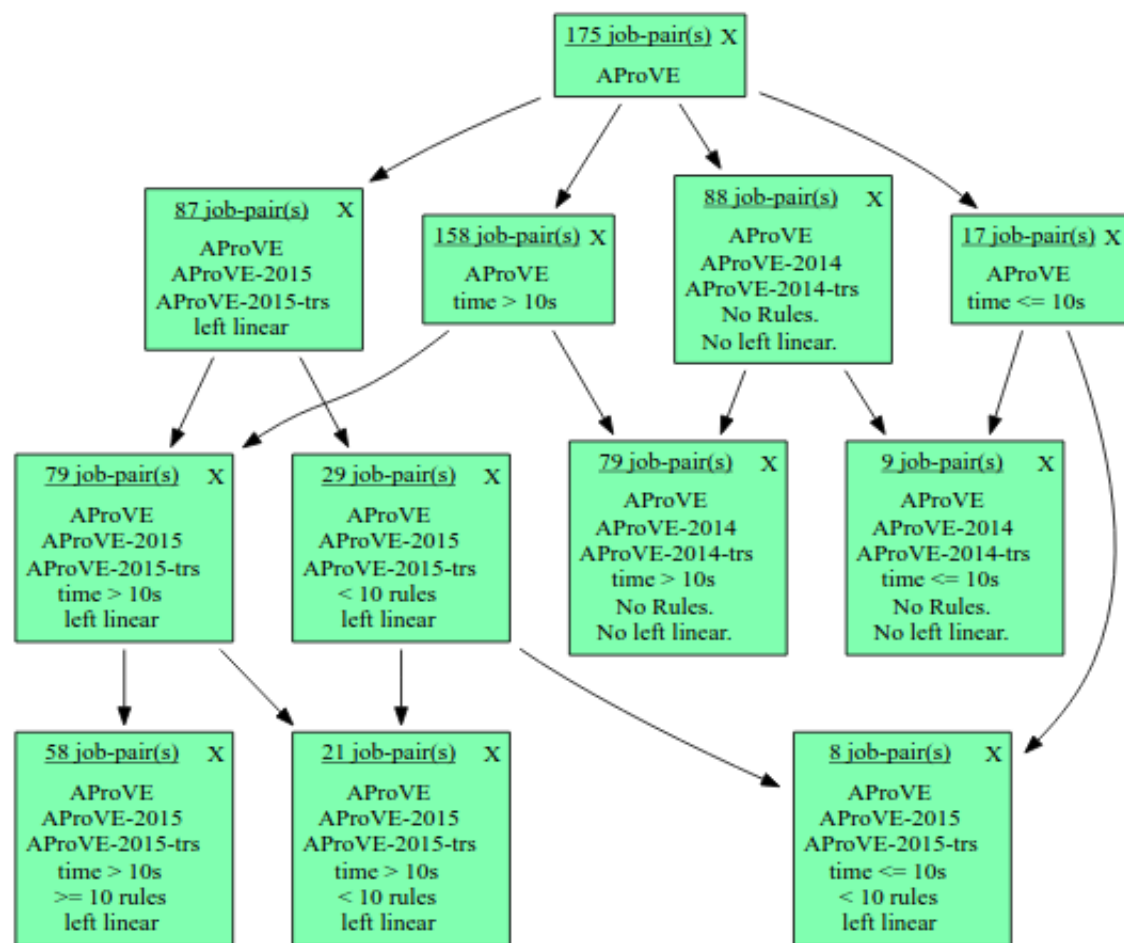 175 job-pair(s) X
AProVE
87 job-pair(s) X
AProVE
AProVE-2015
AProVE-2015-trs
left linear
158 job-pair(s) X
AProVE
time > 10s
88 job-pair(s) X
AProVE
AProVE-2014
AProVE-2014-trs
No Rules.
No left linear.
17 job-pair(s) X
AProVE
time <= 10s
79 job-pair(s) X
AProVE
AProVE-2015
AProVE-2015-trs
time > 10s
left linear
29 job-pair(s) X
AProVE
AProVE-2015
AProVE-2015-trs
< 10 rules
left linear
79 job-pair(s) X
AProVE
AProVE-2014
AProVE-2014-trs
time > 10s
No Rules.
No left linear.
9 job-pair(s) X
AProVE
AProVE-2014
AProVE-2014-trs
time <= 10s
No Rules.
No left linear.
58 job-pair(s) X
AProVE
AProVE-2015
AProVE-2015-trs
time > 10s
>= 10 rules
left linear
21 job-pair(s) X
AProVE
AProVE-2015
AProVE-2015-trs
time > 10s
< 10 rules
left linear
8 job-pair(s) X
AProVE
AProVE-2015
AProVE-2015-trs
time <= 10s
< 10 rules
left linear